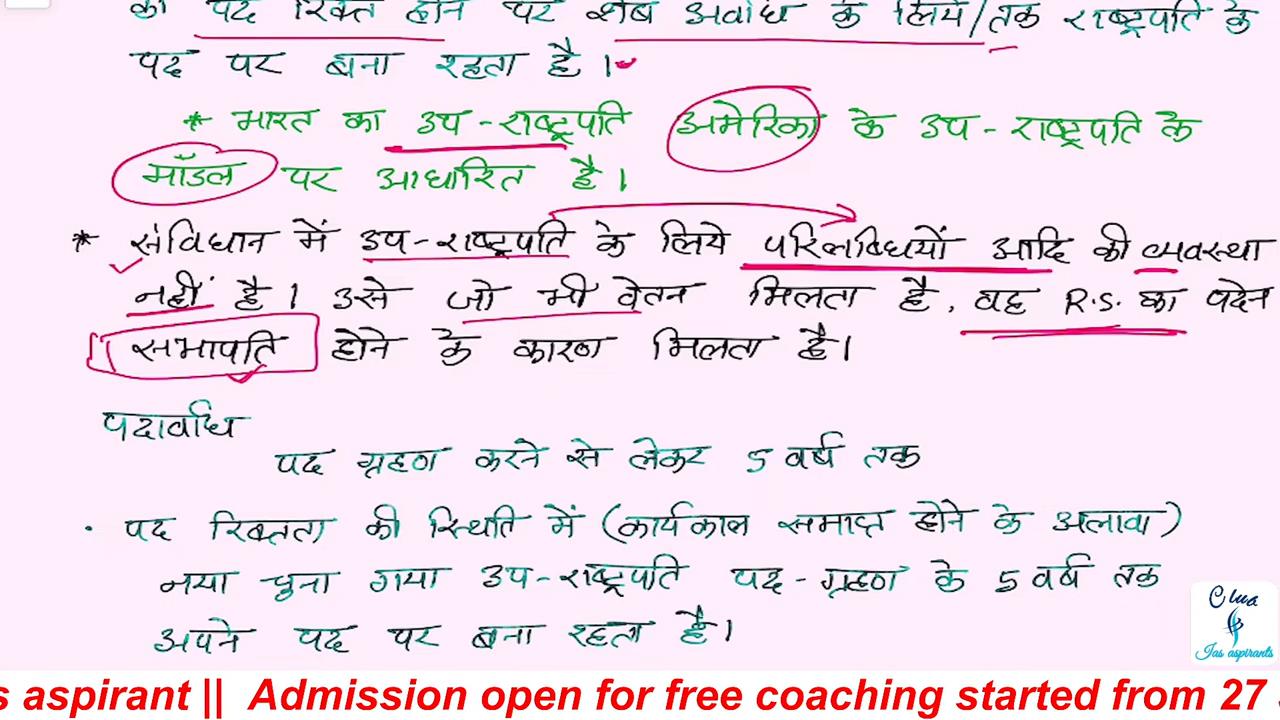 का पद रिक्त होने पर शेष अवधि के लिये/तक राष्ट्रपति के
पद पर बना रहता है।
* भारत का उप-राष्ट्रपति अमेरिका के उप-राष्ट्रपति के
मॉडल पर आधारित है।
* संविधान में उप-राष्ट्रपति के लिये परिलब्धियों आदि की व्यवस्था
नहीं है। उसे जो भी वेतन मिलता है, वह R.S. का पदेन
सभापति होने के कारण मिलता है।
पदावधि
पद ग्रहण करने से लेकर 5 वर्ष तक
· पद रिक्तता की स्थिति में (कार्यकाल समाप्त होने के अलावा)
नया चुना गया उप-राष्ट्रपति पद-ग्रहण के 5 वर्ष तक
अपने पद पर बना रहता है।
Clua
Ias aspirants
s aspirant || Admission open for free coaching started from 27